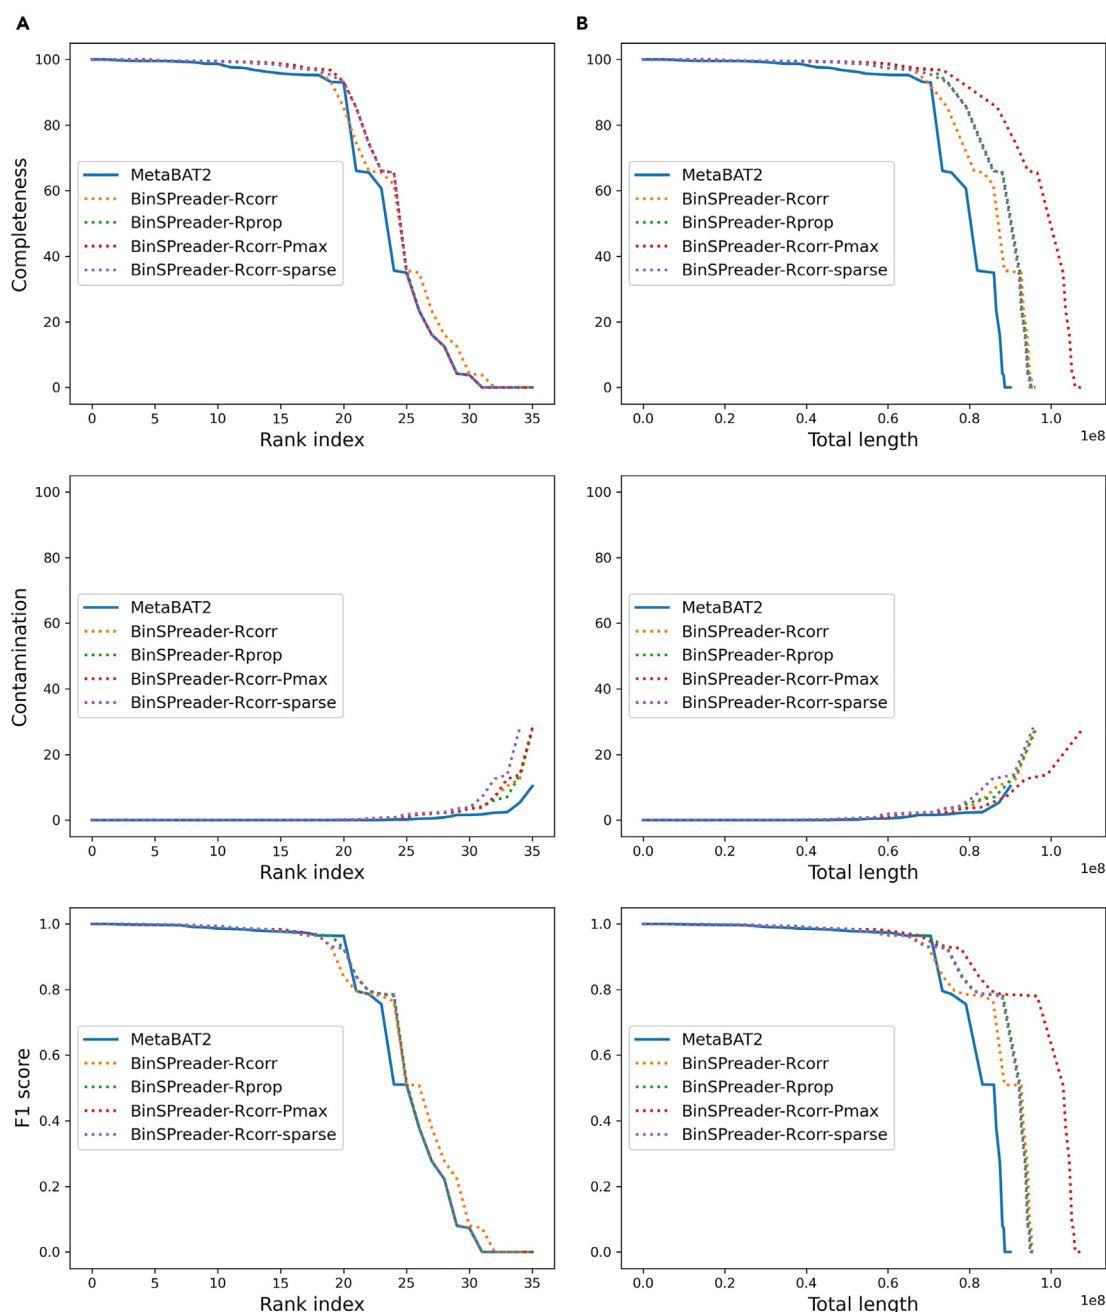 A
B
100
80
60
40
20
0
Completeness
MetaBAT2
BinSPreader-Rcorr
BinSPreader-Rprop
BinSPreader-Rcorr-Pmax
BinSPreader-Rcorr-sparse
0 5 10 15 20 25 30 35
Rank index
100
80
60
40
20
0
MetaBAT2
BinSPreader-Rcorr
BinSPreader-Rprop
BinSPreader-Rcorr-Pmax
BinSPreader-Rcorr-sparse
0.0 0.2 0.4 0.6 0.8 1.0
1e8
Total length
100
80
60
40
20
0
Contamination
MetaBAT2
BinSPreader-Rcorr
BinSPreader-Rprop
BinSPreader-Rcorr-Pmax
BinSPreader-Rcorr-sparse
0 5 10 15 20 25 30 35
Rank index
100
80
60
40
20
0
MetaBAT2
BinSPreader-Rcorr
BinSPreader-Rprop
BinSPreader-Rcorr-Pmax
BinSPreader-Rcorr-sparse
0.0 0.2 0.4 0.6 0.8 1.0
1e8
Total length
1.0
0.8
0.6
0.4
0.2
0.0
F1 score
MetaBAT2
BinSPreader-Rcorr
BinSPreader-Rprop
BinSPreader-Rcorr-Pmax
BinSPreader-Rcorr-sparse
0 5 10 15 20 25 30 35
Rank index
1.0
0.8
0.6
0.4
0.2
0.0
MetaBAT2
BinSPreader-Rcorr
BinSPreader-Rprop
BinSPreader-Rcorr-Pmax
BinSPreader-Rcorr-sparse
0.0 0.2 0.4 0.6 0.8 1.0
1e8
Total length